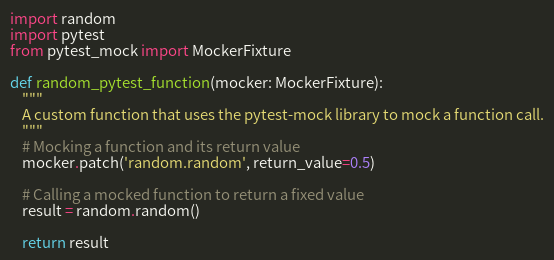 import random
import pytest
from pytest_mock import MockerFixture

def random_pytest_function(mocker: MockerFixture):
    """
    A custom function that uses the pytest-mock library to mock a function call.
    """
    # Mocking a function and its return value
    mocker.patch('random.random', return_value=0.5)

    # Calling a mocked function to return a fixed value
    result = random.random()

    return result